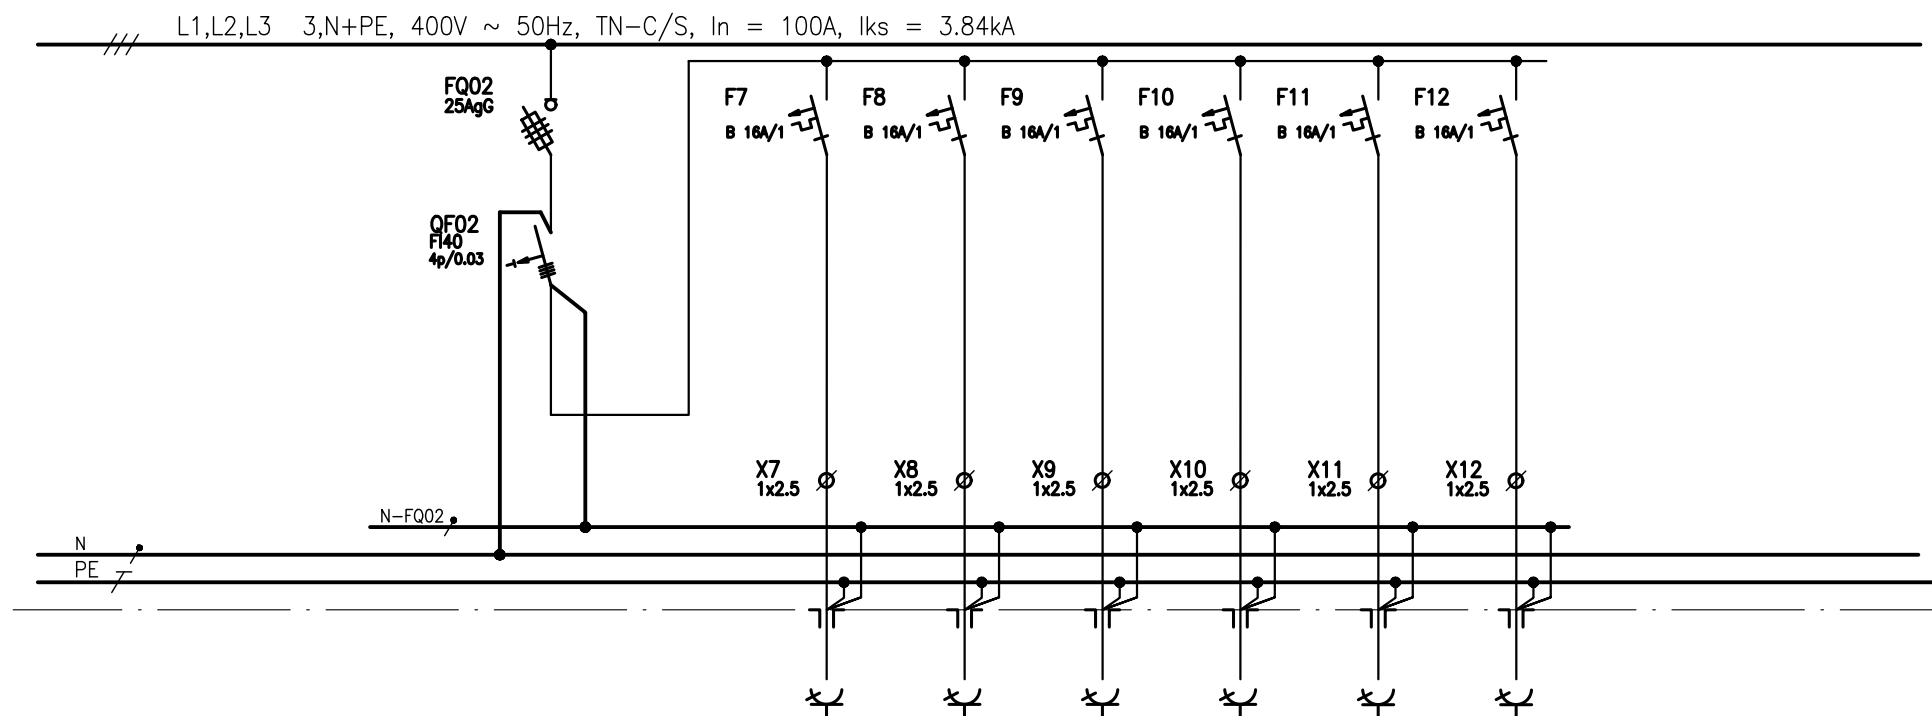 L1,L2,L3 3,N+PE, 400V ~ 50Hz, TN-C/S, In = 100A, Iks = 3.84kA
FQ02
25AgG
F7
B 16A/1
F8
B 16A/1
F9
B 16A/1
F10
B 16A/1
F11
B 16A/1
F12
B 16A/1
QF02
FI40
4p/0.03
X7
1x2.5
X8
1x2.5
X9
1x2.5
X10
1x2.5
X11
1x2.5
X12
1x2.5
N-FQ02
N
PE